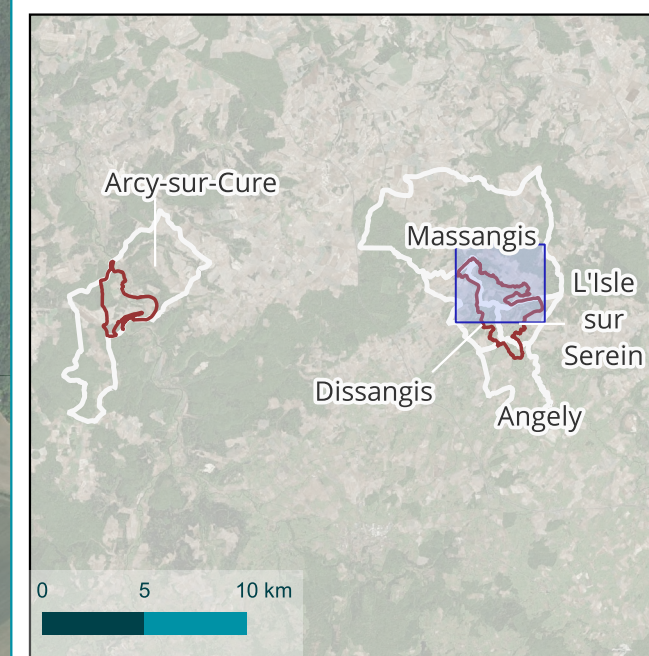 Arcy-sur-Cure
Massangis
L'Isle
sur
Serein
Dissangis
Angely
0 5 10 km